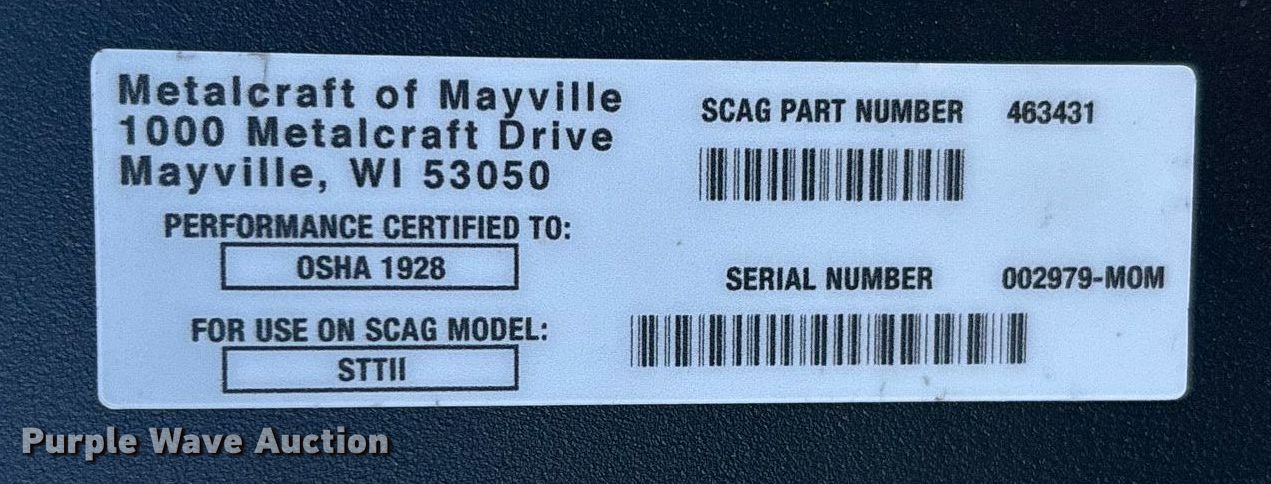 Metalcraft of Mayville
1000 Metalcraft Drive
Mayville, WI 53050
PERFORMANCE CERTIFIED TO:
OSHA 1928
FOR USE ON SCAG MODEL:
STTII
SCAG PART NUMBER 463431
SERIAL NUMBER 002979-MOM
Purple Wave Auction